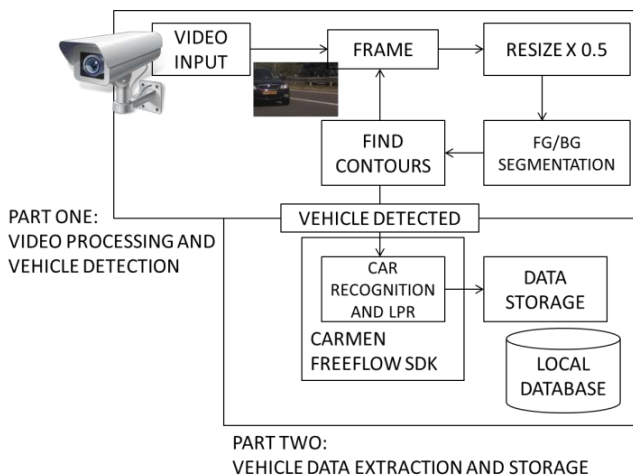 VIDEO
INPUT
FRAME
RESIZE X 0.5
FIND
CONTOURS
FG/BG
SEGMENTATION
VEHICLE DETECTED
PART ONE:
VIDEO PROCESSING AND
VEHICLE DETECTION
CAR
RECOGNITION
AND LPR
DATA
STORAGE
CARMEN
FREEFLOW SDK
LOCAL
DATABASE
PART TWO:
VEHICLE DATA EXTRACTION AND STORAGE